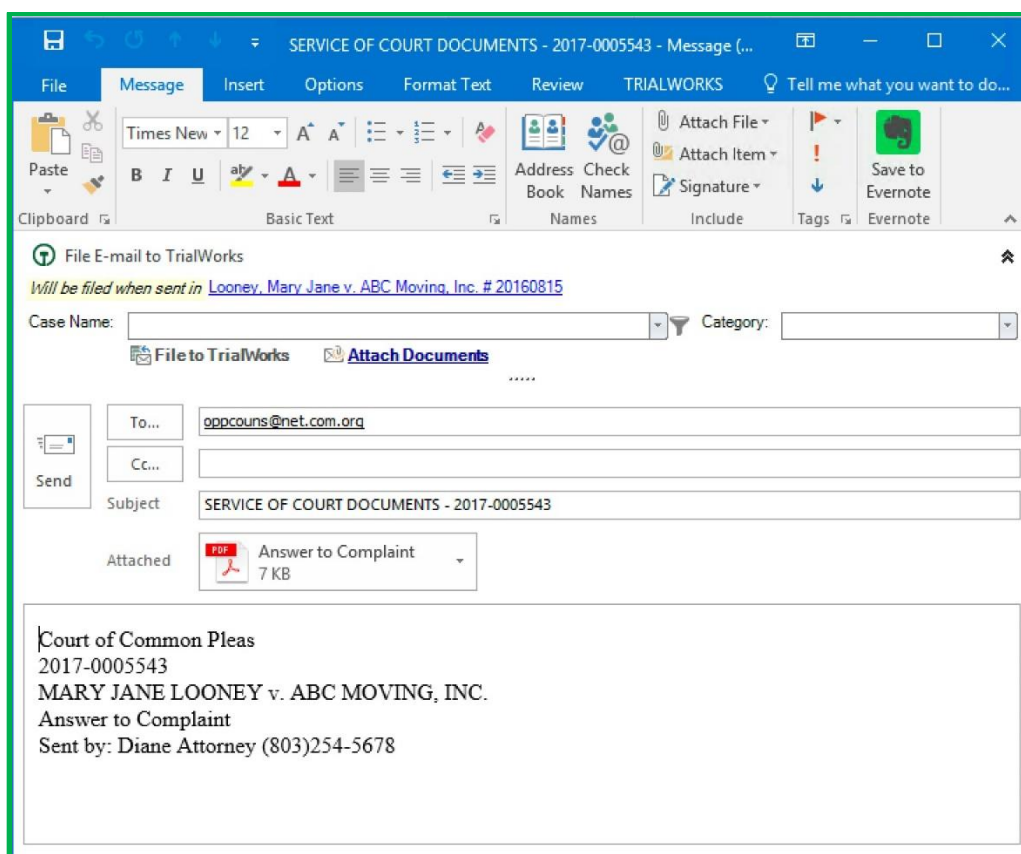 SERVICE OF COURT DOCUMENTS - 2017-0005543 - Message (...
File Message Insert Options Format Text Review TRIALWORKS Tell me what you want to do...
Times New 12 A A
Attach File
Paste
B I U aby A
Address Book
Check Names
Attach Item
Signature
Save to Evernote
Clipboard Basic Text Names Include Tags Evernote
File E-mail to TrialWorks
Will be filed when sent in Looney, Mary Jane v. ABC Moving, Inc. # 20160815
Case Name: Category:
File to TrialWorks Attach Documents
.....
To... oppcouns@net.com.org
Cc...
Send
Subject SERVICE OF COURT DOCUMENTS - 2017-0005543
Attached PDF Answer to Complaint
7 KB
Court of Common Pleas
2017-0005543
MARY JANE LOONEY v. ABC MOVING, INC.
Answer to Complaint
Sent by: Diane Attorney (803)254-5678